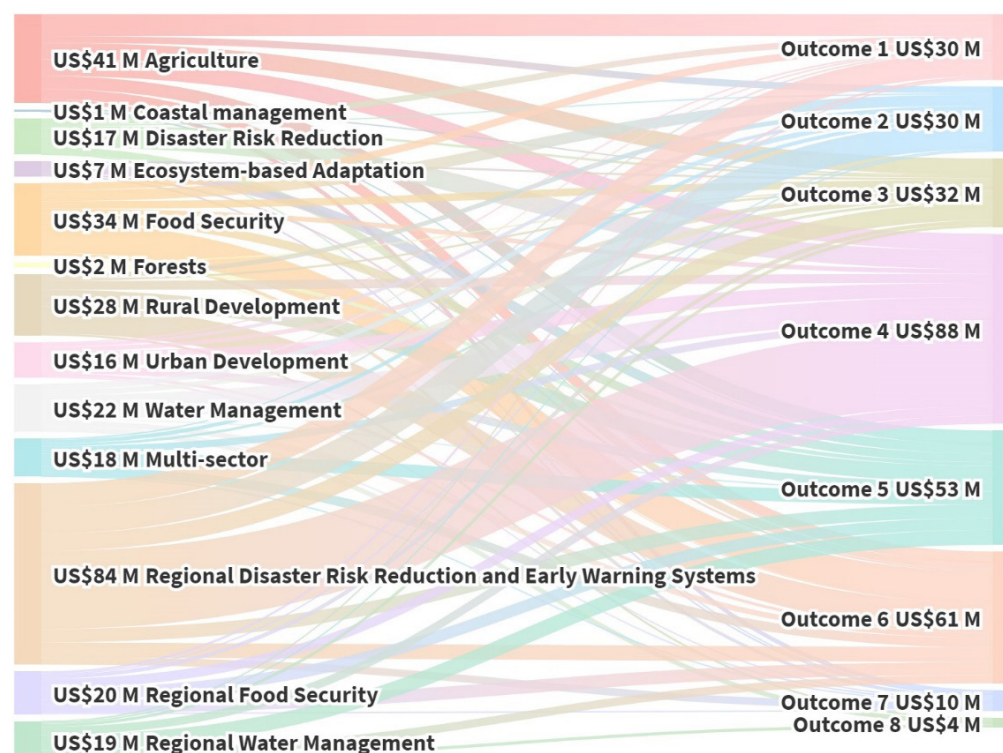 US$41 M Agriculture
US$1 M Coastal management
US$17 M Disaster Risk Reduction
US$7 M Ecosystem-based Adaptation
US$34 M Food Security
US$2 M Forests
US$28 M Rural Development
US$16 M Urban Development
US$22 M Water Management
US$18 M Multi-sector
US$84 M Regional Disaster Risk Reduction and Early Warning Systems
US$20 M Regional Food Security
US$19 M Regional Water Management
Outcome 1 US$30 M
Outcome 2 US$30 M
Outcome 3 US$32 M
Outcome 4 US$88 M
Outcome 5 US$53 M
Outcome 6 US$61 M
Outcome 7 US$10 M
Outcome 8 US$4 M